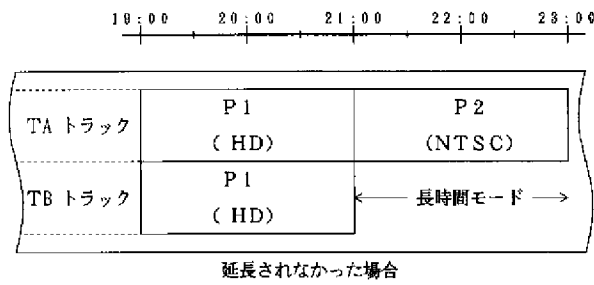 19:00 20:00 21:00 22:00 23:00
TA トラック P1 (HD) P2 (NTSC)
TB トラック P1 (HD) 長時間モード
延長されなかった場合